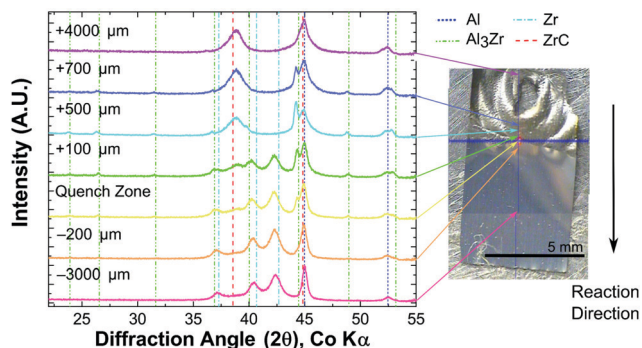 Intensity (A.U.)
+4000 µm
+700 µm
+500 µm
+100 µm
Quench Zone
−200 µm
−3000 µm
25 30 35 40 45 50 55
Diffraction Angle (2θ), Co Kα
Al Zr
Al₃Zr ZrC
5 mm
Reaction
Direction